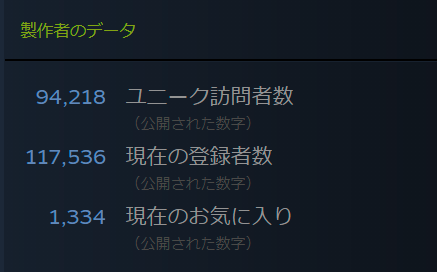 製作者のデータ
94,218 ユニーク訪問者数
（公開された数字）
117,536 現在の登録者数
（公開された数字）
1,334 現在のお気に入り
（公開された数字）